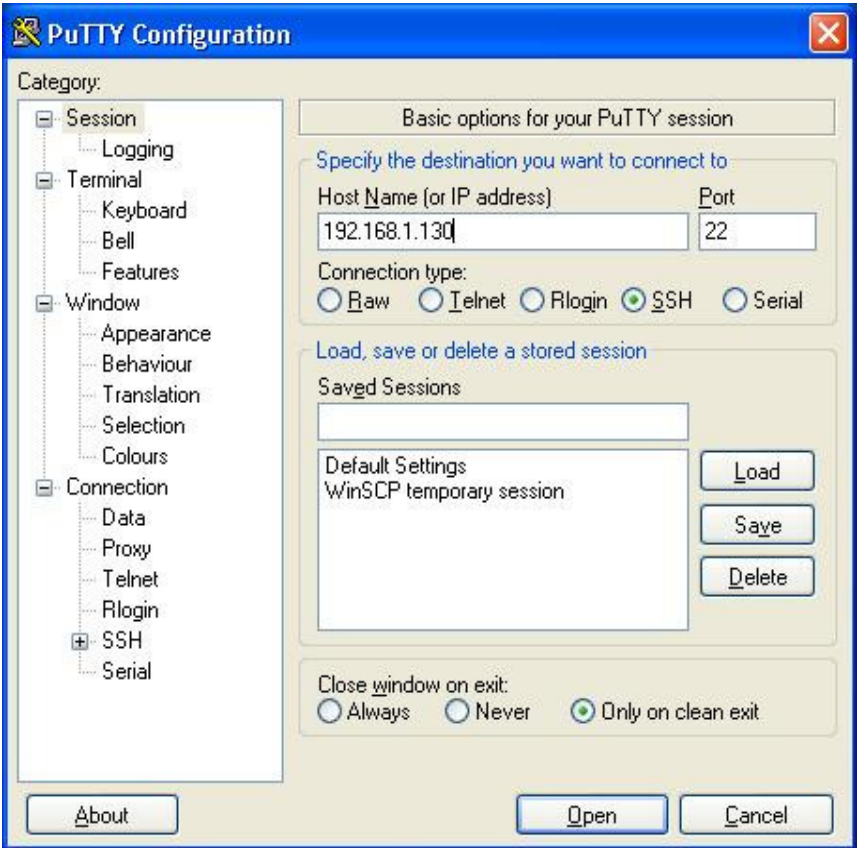 PuTTY Configuration
Category:
Session
Logging
Terminal
Keyboard
Bell
Features
Window
Appearance
Behaviour
Translation
Selection
Colours
Connection
Data
Proxy
Telnet
Rlogin
SSH
Serial
Basic options for your PuTTY session
Specify the destination you want to connect to
Host Name (or IP address) Port
192.168.1.130 22
Connection type:
Raw Telnet Rlogin SSH Serial
Load, save or delete a stored session
Saved Sessions
Default Settings
WinSCP temporary session
Load
Save
Delete
Close window on exit:
Always Never Only on clean exit
About Open Cancel